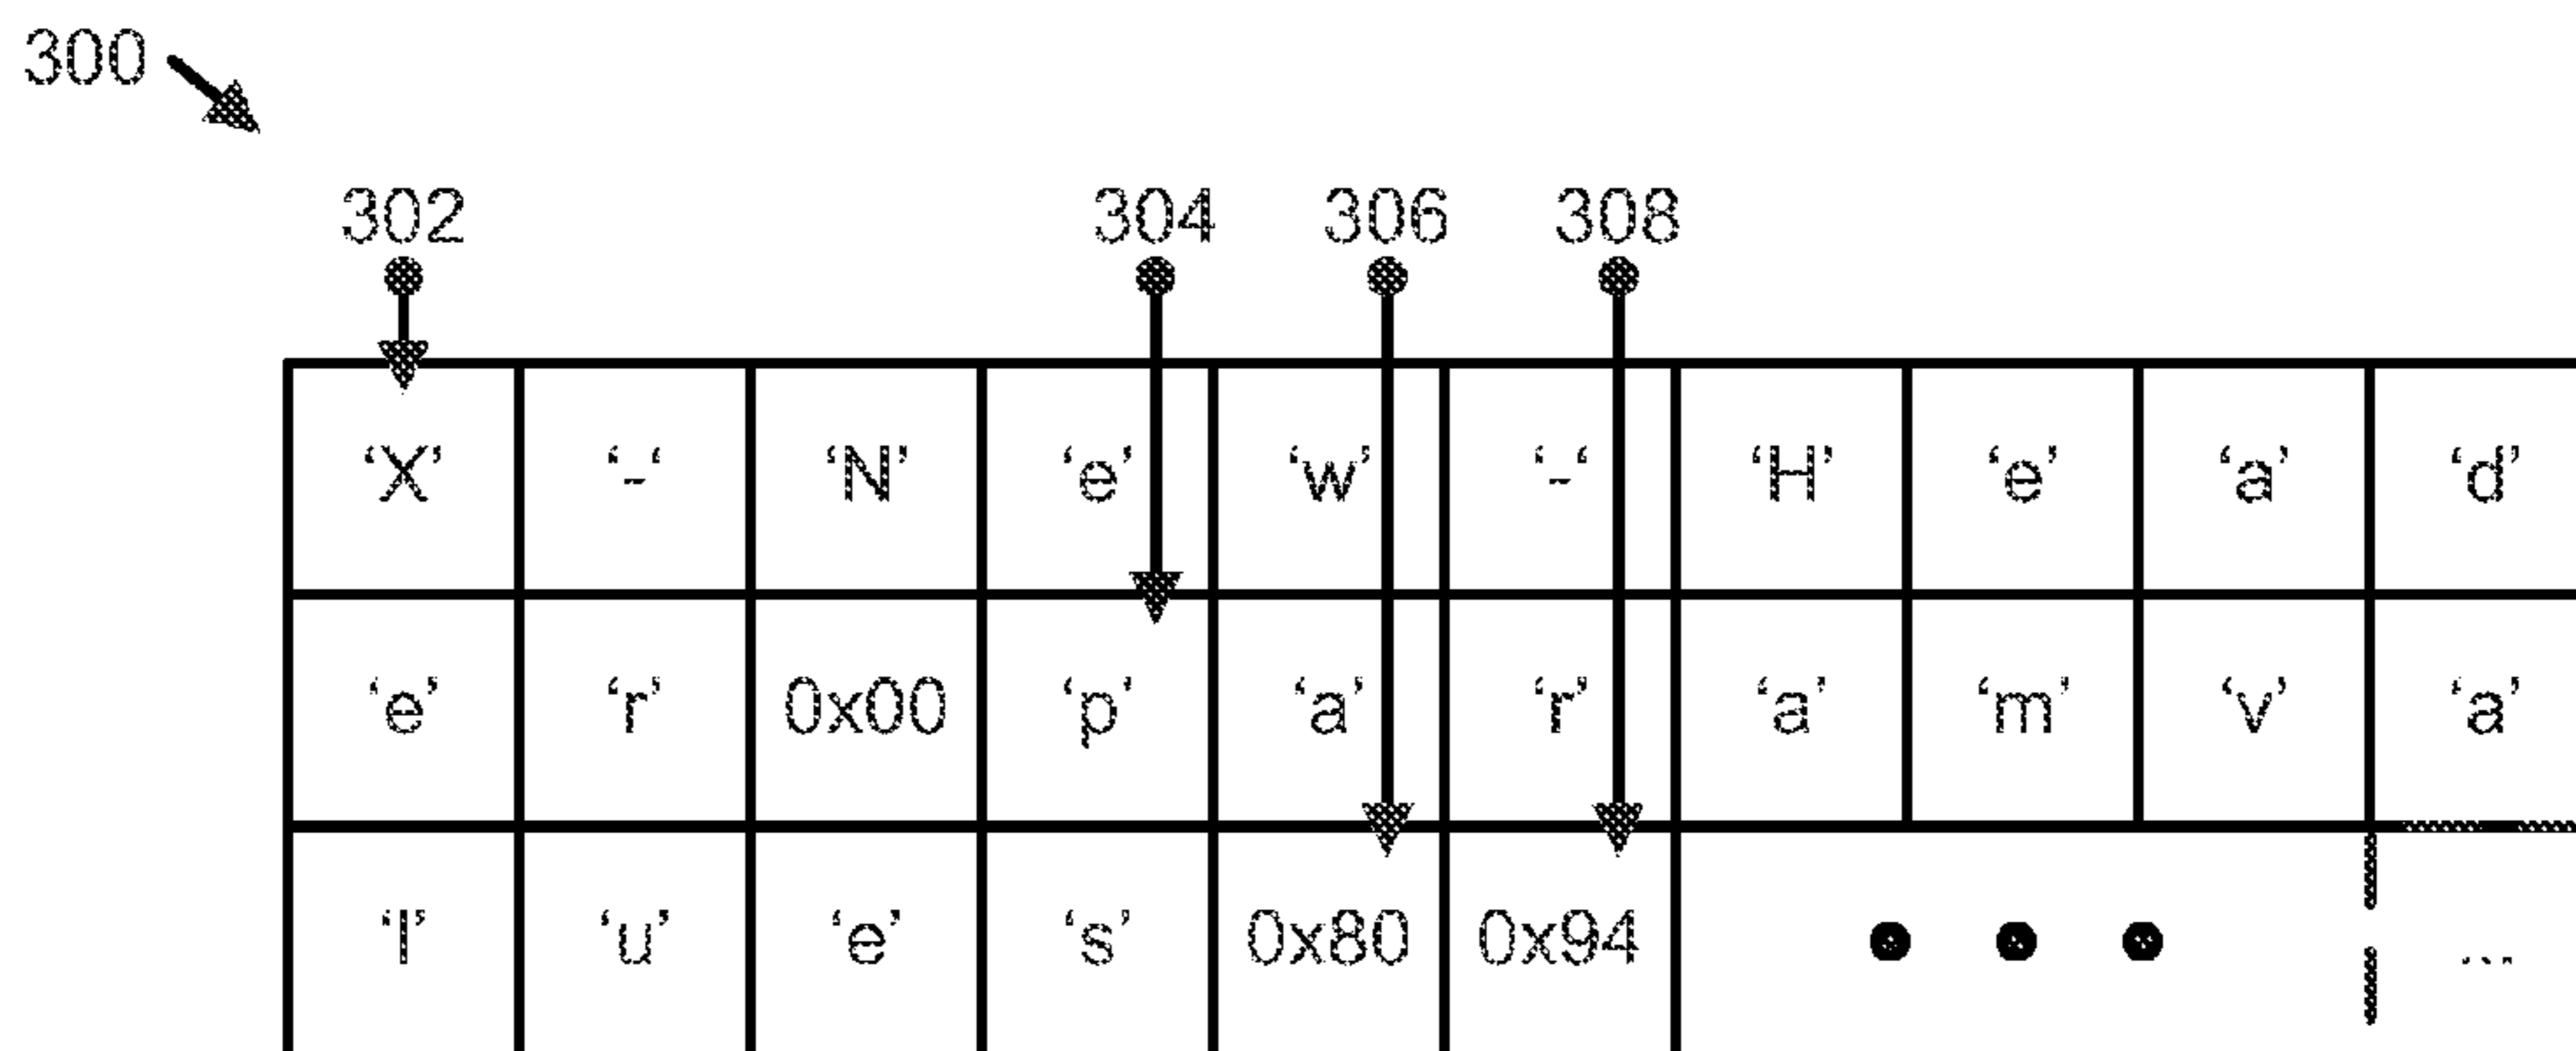 300
302 304 306 308
‘X’ ‘-‘ ‘N’ ‘e’ ‘w’ ‘-‘ ‘H’ ‘e’ ‘a’ ‘d’
‘e’ ‘r’ 0x00 ‘p’ ‘a’ ‘r’ ‘a’ ‘m’ ‘v’ ‘a’
‘l’ ‘u’ ‘e’ ‘s’ 0x80 0x94 • • • ...